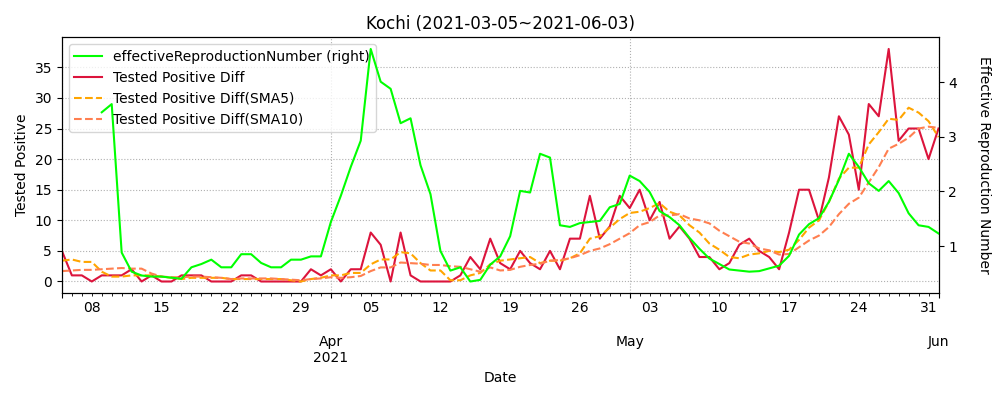 Kochi (2021-03-05~2021-06-03)
effectiveReproductionNumber (right)
Tested Positive Diff
Tested Positive Diff(SMA5)
Tested Positive Diff(SMA10)
Tested Positive
35
30
25
20
15
10
5
0
4
3
2
1
Effective Reproduction Number
08 15 22 29 05 12 19 26 03 10 17 24 31
Apr May Jun
2021
Date